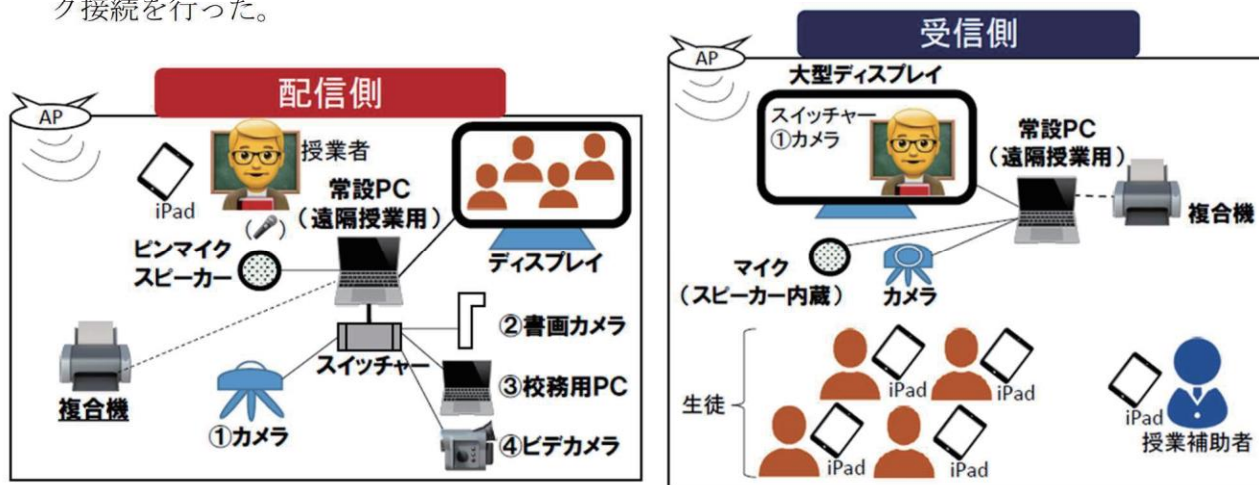 ク接続を行った。
配信側
AP
授業者
iPad
常設PC
(遠隔授業用)
ピンマイク
スピーカー
ディスプレイ
②書画カメラ
スイッチャー
③校務用PC
複合機
①カメラ
④ビデカメラ
受信側
AP
大型ディスプレイ
スイッチャー
①カメラ
常設PC
(遠隔授業用)
複合機
マイク
(スピーカー内蔵)
カメラ
生徒
iPad
iPad
iPad
iPad
iPad
授業補助者